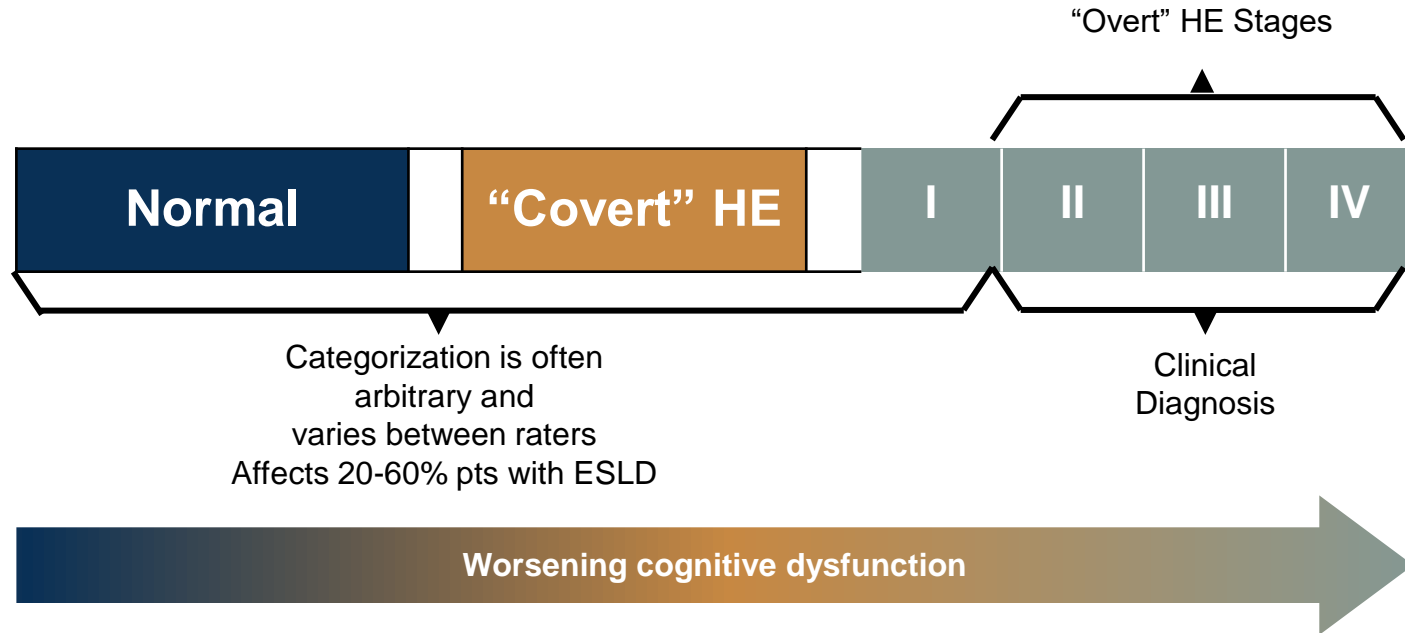 “Overt” HE Stages
Normal
“Covert” HE
I
II
III
IV
Categorization is often
arbitrary and
varies between raters
Affects 20-60% pts with ESLD
Clinical
Diagnosis
Worsening cognitive dysfunction